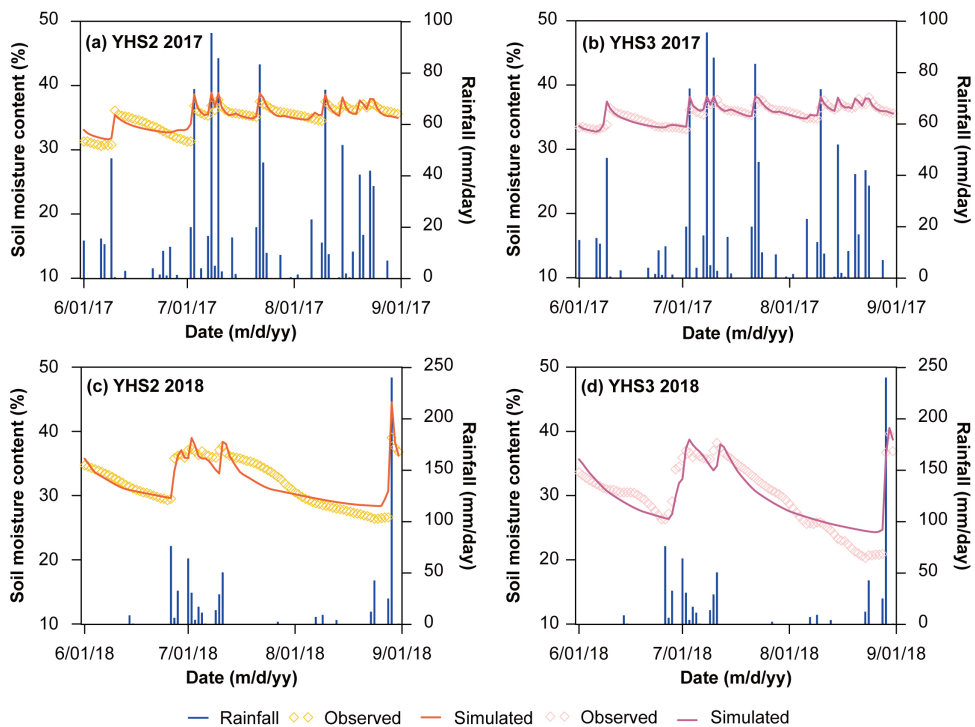 (a) YHS2 2017
Soil moisture content (%)
50
40
30
20
10
Rainfall (mm/day)
100
80
60
40
20
0
6/01/17 7/01/17 8/01/17 9/01/17
Date (m/d/yy)
(b) YHS3 2017
Soil moisture content (%)
50
40
30
20
10
Rainfall (mm/day)
100
80
60
40
20
0
6/01/17 7/01/17 8/01/17 9/01/17
Date (m/d/yy)
(c) YHS2 2018
Soil moisture content (%)
50
40
30
20
10
Rainfall (mm/day)
250
200
150
100
50
0
6/01/18 7/01/18 8/01/18 9/01/18
Date (m/d/yy)
(d) YHS3 2018
Soil moisture content (%)
50
40
30
20
10
Rainfall (mm/day)
250
200
150
100
50
0
6/01/18 7/01/18 8/01/18 9/01/18
Date (m/d/yy)
Rainfall Observed Simulated Observed Simulated